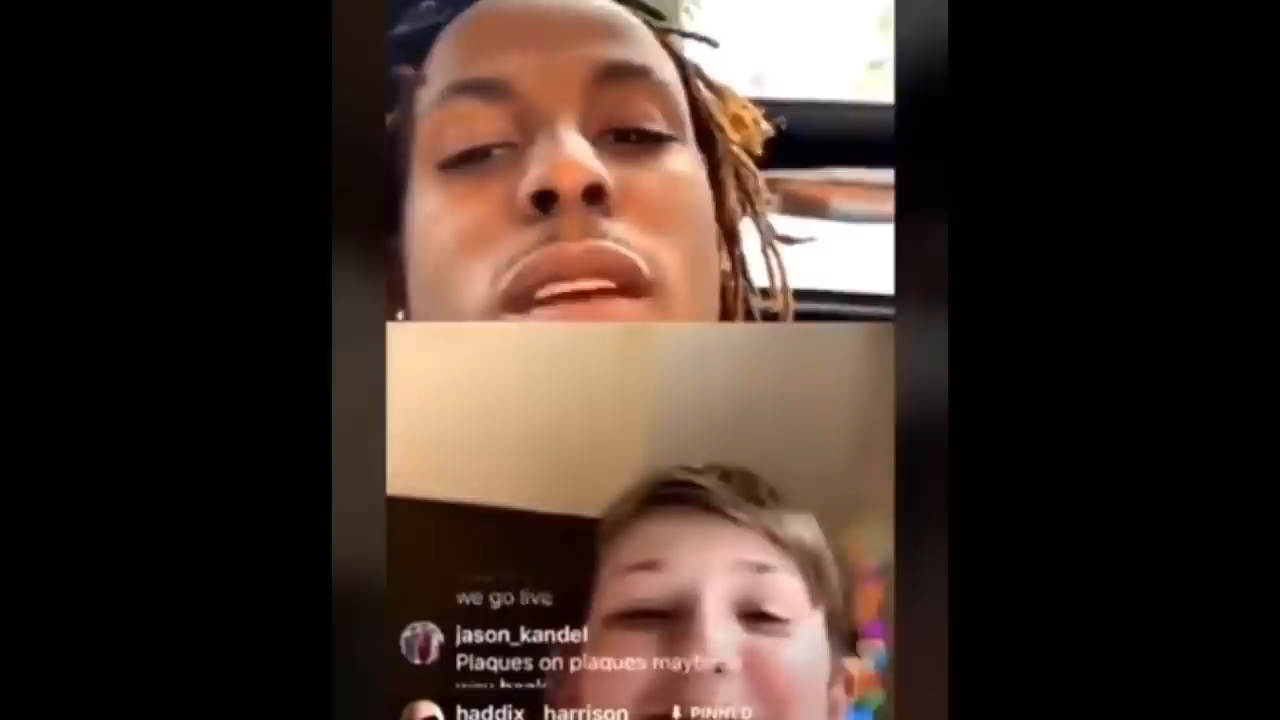 we go live
jason_kandel
Plaques on plaques
haddix_harrison PINNED